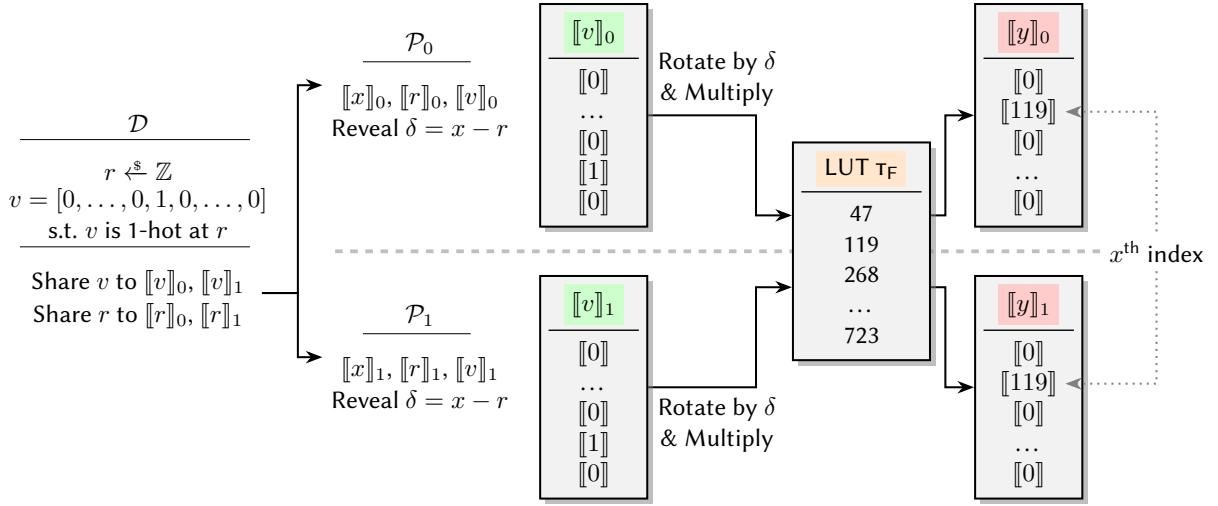 𝒟
r ←$ ℤ
v = [0, . . . , 0, 1, 0, . . . , 0]
s.t. v is 1-hot at r
Share v to ⟦v⟧₀, ⟦v⟧₁
Share r to ⟦r⟧₀, ⟦r⟧₁
𝒫₀
⟦x⟧₀, ⟦r⟧₀, ⟦v⟧₀
Reveal δ = x − r
𝒫₁
⟦x⟧₁, ⟦r⟧₁, ⟦v⟧₁
Reveal δ = x − r
⟦v⟧₀
⟦0⟧
...
⟦0⟧
⟦1⟧
⟦0⟧
Rotate by δ
& Multiply
⟦v⟧₁
⟦0⟧
...
⟦0⟧
⟦1⟧
⟦0⟧
Rotate by δ
& Multiply
LUT τF
47
119
268
...
723
⟦y⟧₀
⟦0⟧
⟦119⟧
⟦0⟧
...
⟦0⟧
⟦y⟧₁
⟦0⟧
⟦119⟧
⟦0⟧
...
⟦0⟧
xᵗʰ index